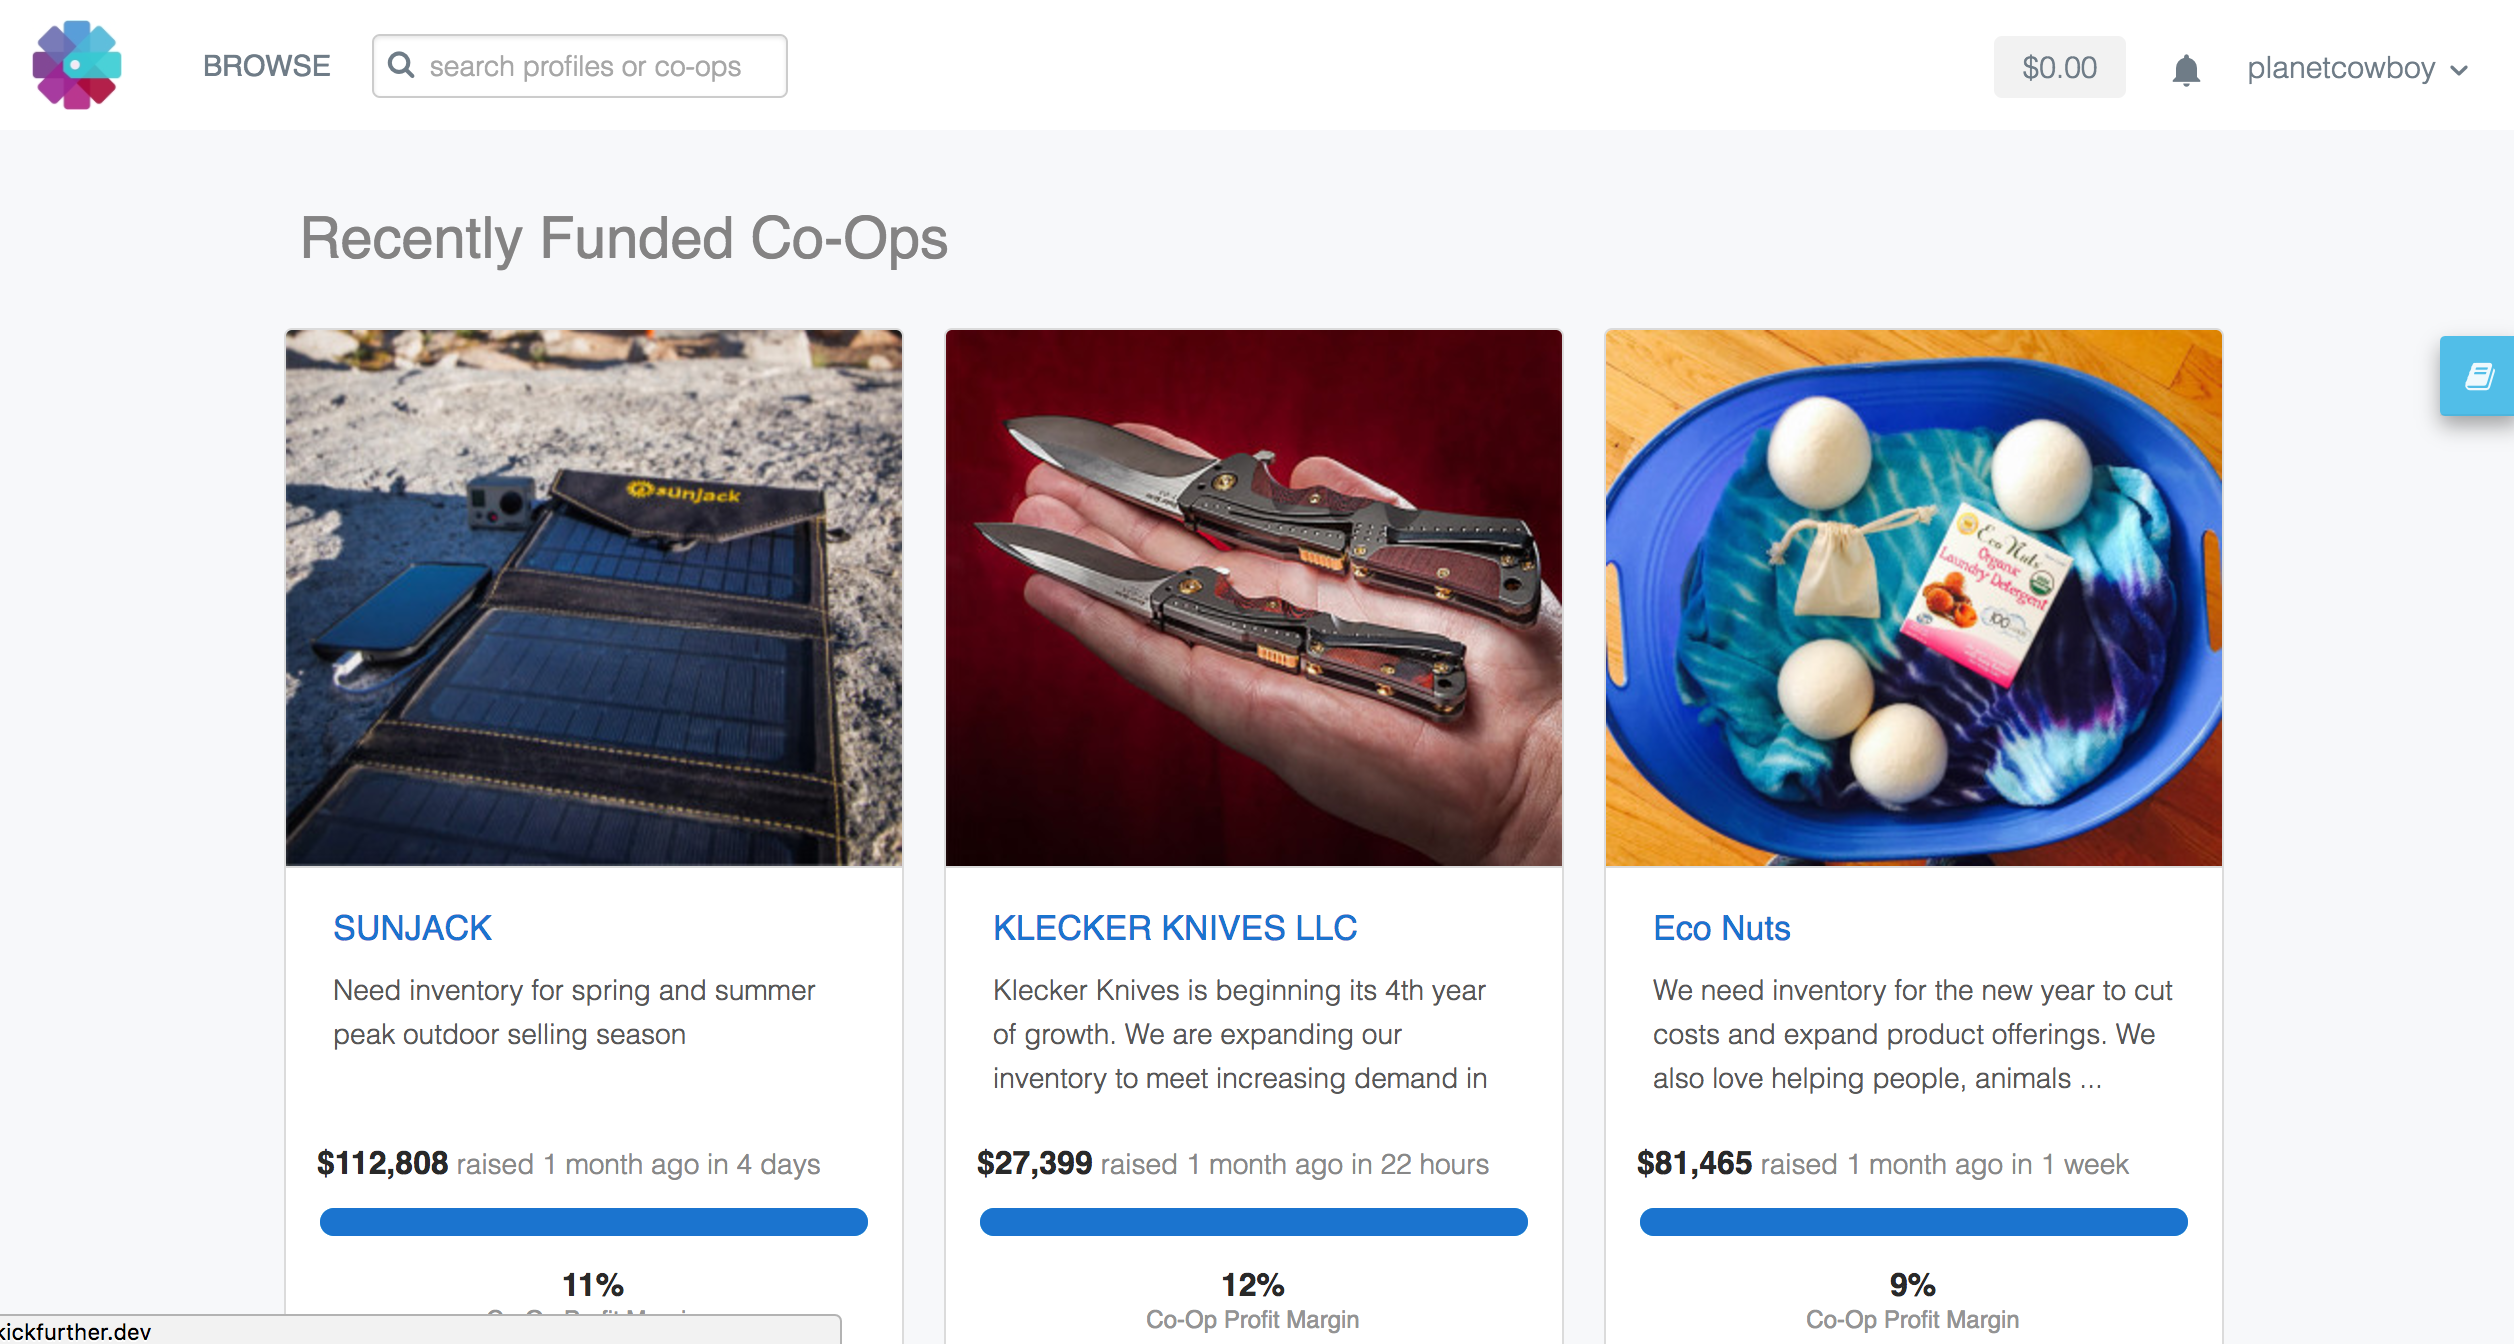 BROWSE
search profiles or co-ops
$0.00
planetcowboy
Recently Funded Co-Ops
sunjack
Eco Nuts
Organic
Laundry Detergent
100
SUNJACK
Need inventory for spring and summer
peak outdoor selling season
$112,808 raised 1 month ago in 4 days
11%
Co-Op Profit Margin
KLECKER KNIVES LLC
Klecker Knives is beginning its 4th year
of growth. We are expanding our
inventory to meet increasing demand in
$27,399 raised 1 month ago in 22 hours
12%
Co-Op Profit Margin
Eco Nuts
We need inventory for the new year to cut
costs and expand product offerings. We
also love helping people, animals ...
$81,465 raised 1 month ago in 1 week
9%
Co-Op Profit Margin
kickfurther.dev